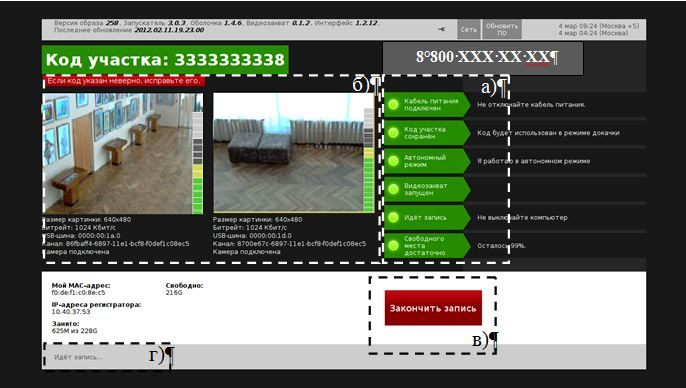 Версия образа 258, Запускатель 3.0.3, Оболочка 1.4.6, Видеозахват 0.1.2, Интерфейс 1.2.12,
Последнее обновление 2012.02.11.19.23.00
Сеть
Обновить
ПО
4 мар 09:24 (Москва +5)
4 мар 04:24 (Москва)
Код участка: 3333333338
8°800·XXX·XX·XX¶
Если код указан неверно, исправьте его.
б)¶
а)¶
Кабель питания
подключен
Не отключайте кабель питания.
Код участка
сохранён
Код будет использован в режиме докачки
Автономный
режим
Я работаю в автономном режиме
Видеозахват
запущен
Идёт запись
Не выключайте компьютер
Свободного
места
достаточно
Осталось 99%.
Размер картинки: 640x480
Битрейт: 1024 Кбит/с
USB-шина: 0000:00:1a.0
Канал: 86fbaff4-6897-11e1-bcf8-f0def1c08ec5
Камера подключена
Размер картинки: 640x480
Битрейт: 1024 Кбит/с
USB-шина: 0000:00:1d.0
Канал: 8700e67c-6897-11e1-bcf8-f0def1c08ec5
Камера подключена
Мой MAC-адрес:
f0:de:f1:c0:8e:c5
Свободно:
216G
IP-адреса регистратора:
10.40.37.53
Занято:
625M из 228G
Закончить запись
в)¶
Идёт запись...
г)¶